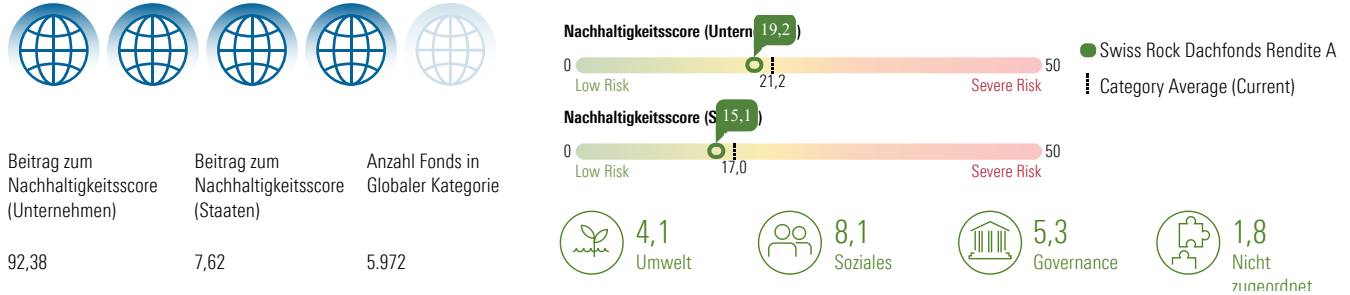 Beitrag zum
Nachhaltigkeitsscore
(Unternehmen)
92,38
Beitrag zum
Nachhaltigkeitsscore
(Staaten)
7,62
Anzahl Fonds in
Globaler Kategorie
5.972
Nachhaltigkeitsscore (Untern 19,2 )
0 50
21,2
Low Risk Severe Risk
Nachhaltigkeitsscore (S 15,1 )
0 50
17,0
Low Risk Severe Risk
Swiss Rock Dachfonds Rendite A
Category Average (Current)
4,1
Umwelt
8,1
Soziales
5,3
Governance
1,8
Nicht
zugeordnet